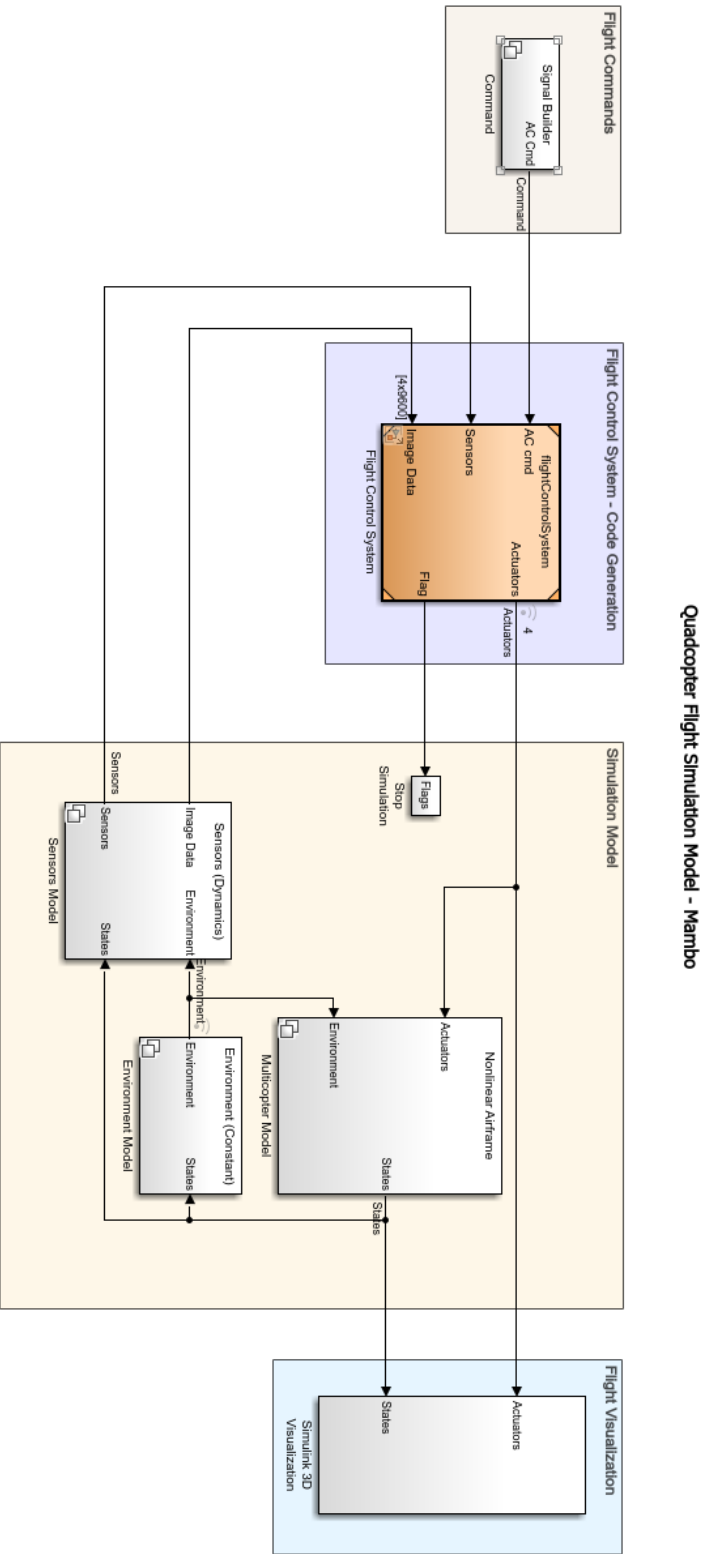 Quadcopter Flight Simulation Model - Mambo
Flight Commands
Signal Builder
AC Cmd
Command
Command
Flight Control System - Code Generation
flightControlSystem
AC cmd
Actuators
Sensors
Image Data
Flag
[4x9600]
Flight Control System
4
Actuators
Simulation Model
Flags
Stop
Simulation
Nonlinear Airframe
Actuators
States
Environment
States
Multicopter Model
Environment (Constant)
Environment
States
Environment Model
Environment
Sensors (Dynamics)
Image Data
Environment
Sensors
States
Sensors
Sensors Model
Flight Visualization
Actuators
States
Simulink 3D
Visualization